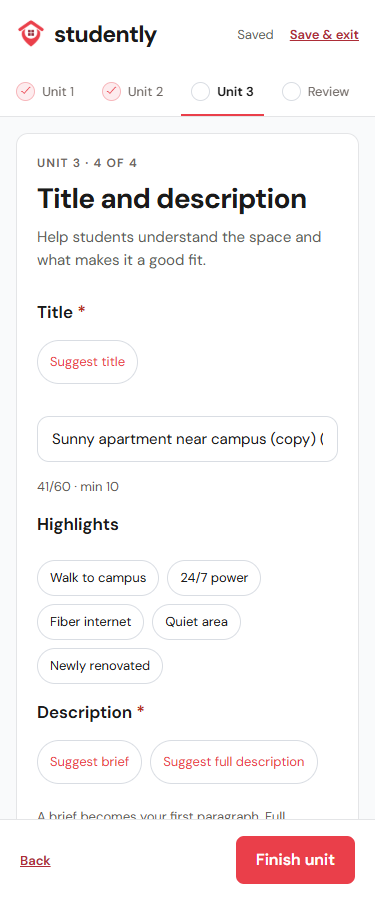 studently
Saved Save & exit
Unit 1 Unit 2 Unit 3 Review
UNIT 3 · 4 OF 4
Title and description
Help students understand the space and
what makes it a good fit.
Title *
Suggest title
Sunny apartment near campus (copy) (
41/60 · min 10
Highlights
Walk to campus 24/7 power
Fiber internet Quiet area
Newly renovated
Description *
Suggest brief Suggest full description
A brief becomes your first paragraph. Full
Back Finish unit